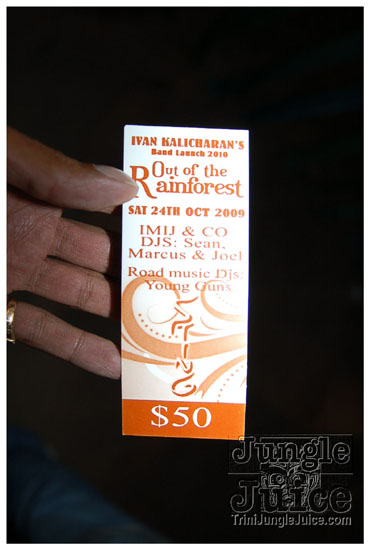 IVAN KALICHARAN'S
Band Launch 2010
Out of the
Rainforest
SAT 24TH OCT 2009
IMIJ & CO
DJS: Sean,
Marcus & Joel
Road music Djs:
Young Guns
$50
Jungle
Juice
TriniJungleJuice.com